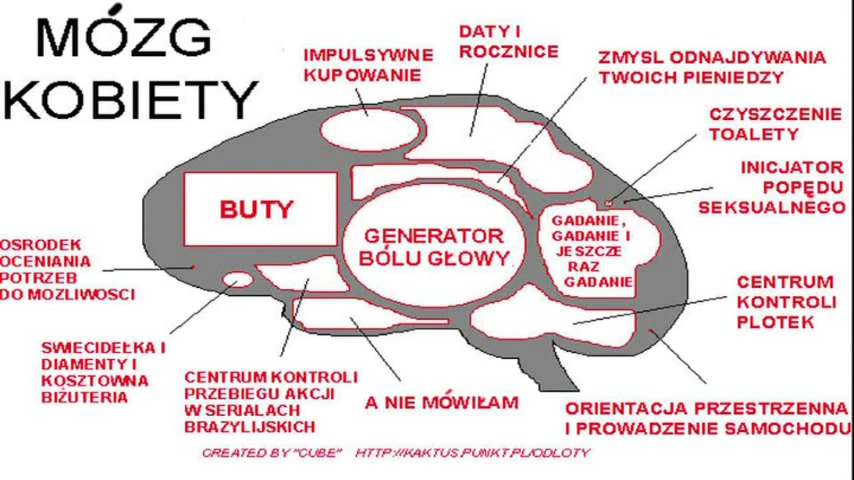 MÓZG
KOBIETY
IMPULSYWNE
KUPOWANIE
DATY I
ROCZNICE
ZMYSL ODNAJDYWANIA
TWOICH PIENIEDZY
CZYSZCZENIE
TOALETY
INICJATOR
POPĘDU
SEKSUALNEGO
BUTY
GENERATOR
BÓLU GŁOWY
GADANIE,
GADANIE I
JESZCZE
RAZ
GADANIE
OSRODEK
OCENIANIA
POTRZEB
DO MOZLIWOSCI
CENTRUM
KONTROLI
PLOTEK
SWIECIDEŁKA I
DIAMENTY I
KOSZTOWNA
BIŻUTERIA
CENTRUM KONTROLI
PRZEBIEGU AKCJI
W SERIALACH
BRAZYLIJSKICH
A NIE MÓWIŁAM
ORIENTACJA PRZESTRZENNA
I PROWADZENIE SAMOCHODU
CREATED BY "CUBE" HTTP://KAKTUS.PUNKT.PL/ODLOTY